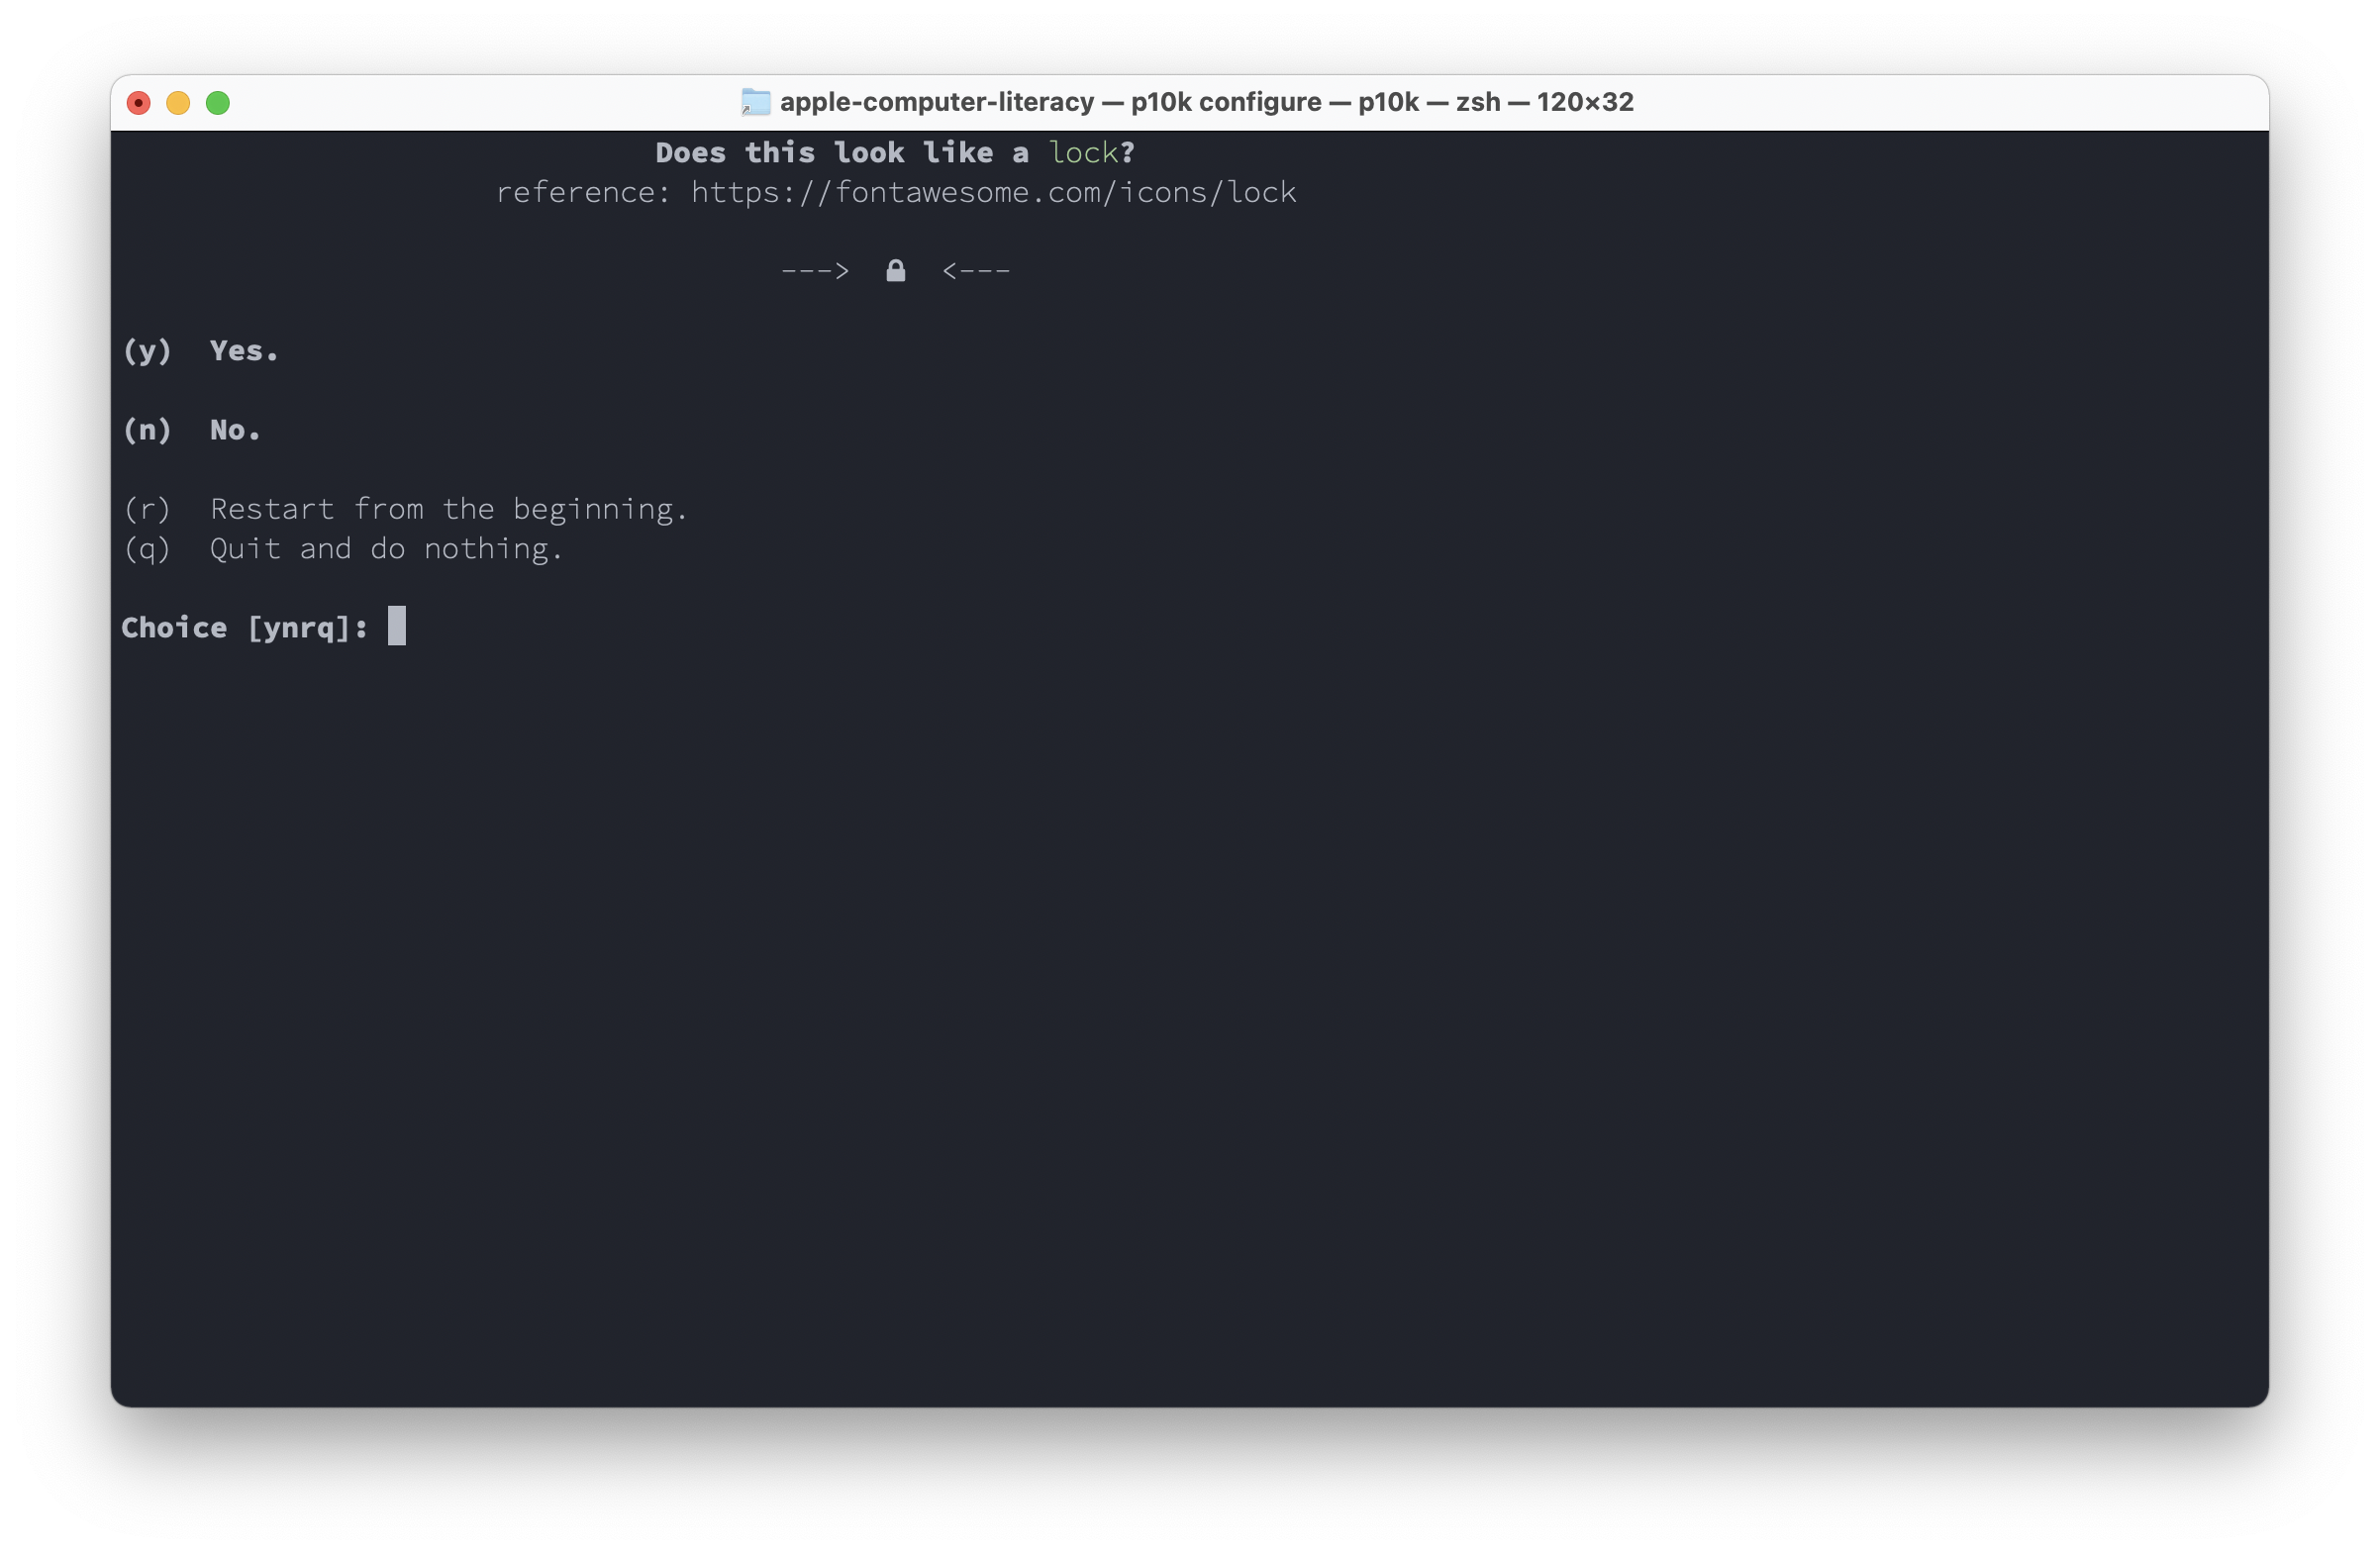 apple-computer-literacy — p10k configure — p10k — zsh — 120×32
Does this look like a lock?
reference: https://fontawesome.com/icons/lock
--->  🔒  <---
(y)  Yes.
(n)  No.
(r)  Restart from the beginning.
(q)  Quit and do nothing.
Choice [ynrq]: